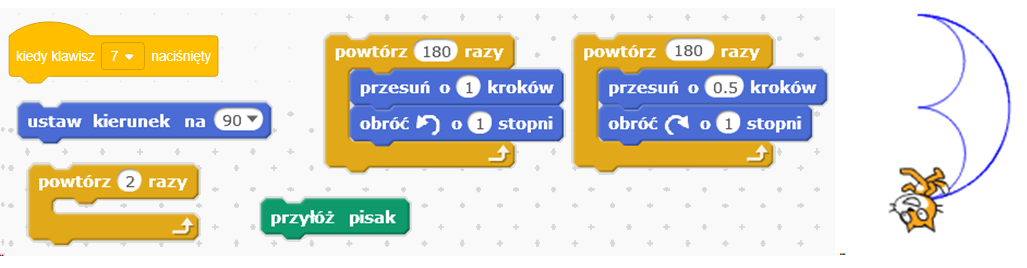 kiedy klawisz 7 naciśnięty
ustaw kierunek na 90
powtórz 2 razy
powtórz 180 razy
przesuń o 1 kroków
obróć o 1 stopni
przyłóż pisak
powtórz 180 razy
przesuń o 0.5 kroków
obróć o 1 stopni